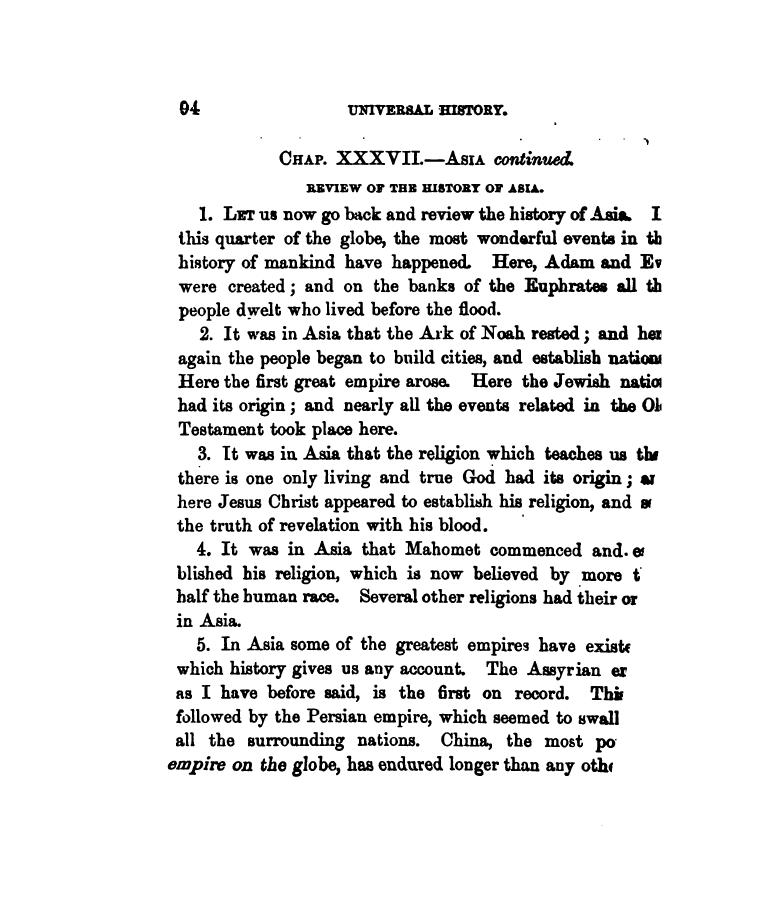 94 UNIVERSAL HISTORY.
CHAP. XXXVII.—ASIA continued.
REVIEW OF THE HISTORY OF ASIA.
1. LET us now go back and review the history of Asia. I
this quarter of the globe, the most wonderful events in th
history of mankind have happened. Here, Adam and Ev
were created; and on the banks of the Euphrates all th
people dwelt who lived before the flood.
2. It was in Asia that the Ark of Noah rested; and her
again the people began to build cities, and establish nations
Here the first great empire arose. Here the Jewish natio
had its origin; and nearly all the events related in the Ol
Testament took place here.
3. It was in Asia that the religion which teaches us tha
there is one only living and true God had its origin; ar
here Jesus Christ appeared to establish his religion, and se
the truth of revelation with his blood.
4. It was in Asia that Mahomet commenced and es
blished his religion, which is now believed by more t
half the human race. Several other religions had their or
in Asia.
5. In Asia some of the greatest empires have existe
which history gives us any account. The Assyrian er
as I have before said, is the first on record. This
followed by the Persian empire, which seemed to swall
all the surrounding nations. China, the most po
empire on the globe, has endured longer than any othe